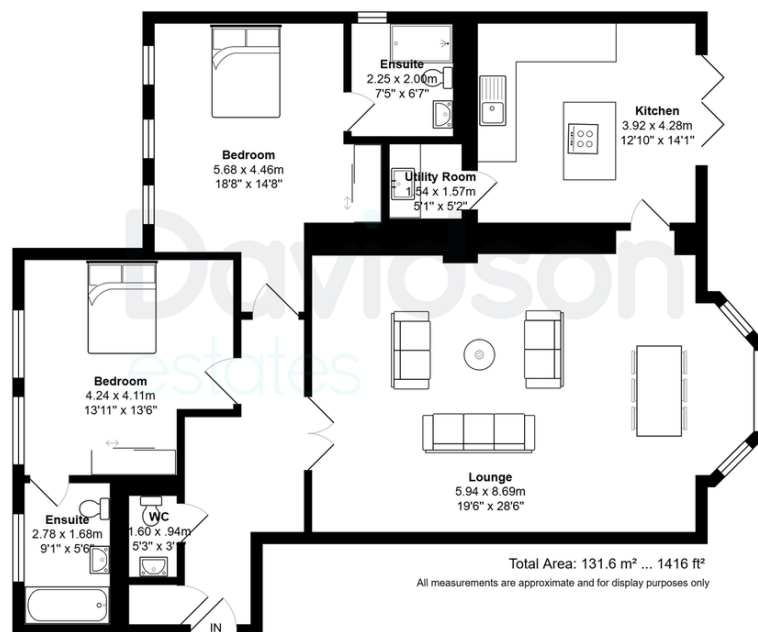 Ensuite
2.25 x 2.00m
7'5" x 6'7"
Kitchen
3.92 x 4.28m
12'10" x 14'1"
Bedroom
5.68 x 4.46m
18'8" x 14'8"
Utility Room
1.54 x 1.57m
5'1" x 5'2"
Davidson
estates
Bedroom
4.24 x 4.11m
13'11" x 13'6"
Lounge
5.94 x 8.69m
19'6" x 28'6"
Ensuite
2.78 x 1.68m
9'1" x 5'6"
WC
1.60 x .94m
5'3" x 3'1
Total Area: 131.6 m² ... 1416 ft²
All measurements are approximate and for display purposes only
IN